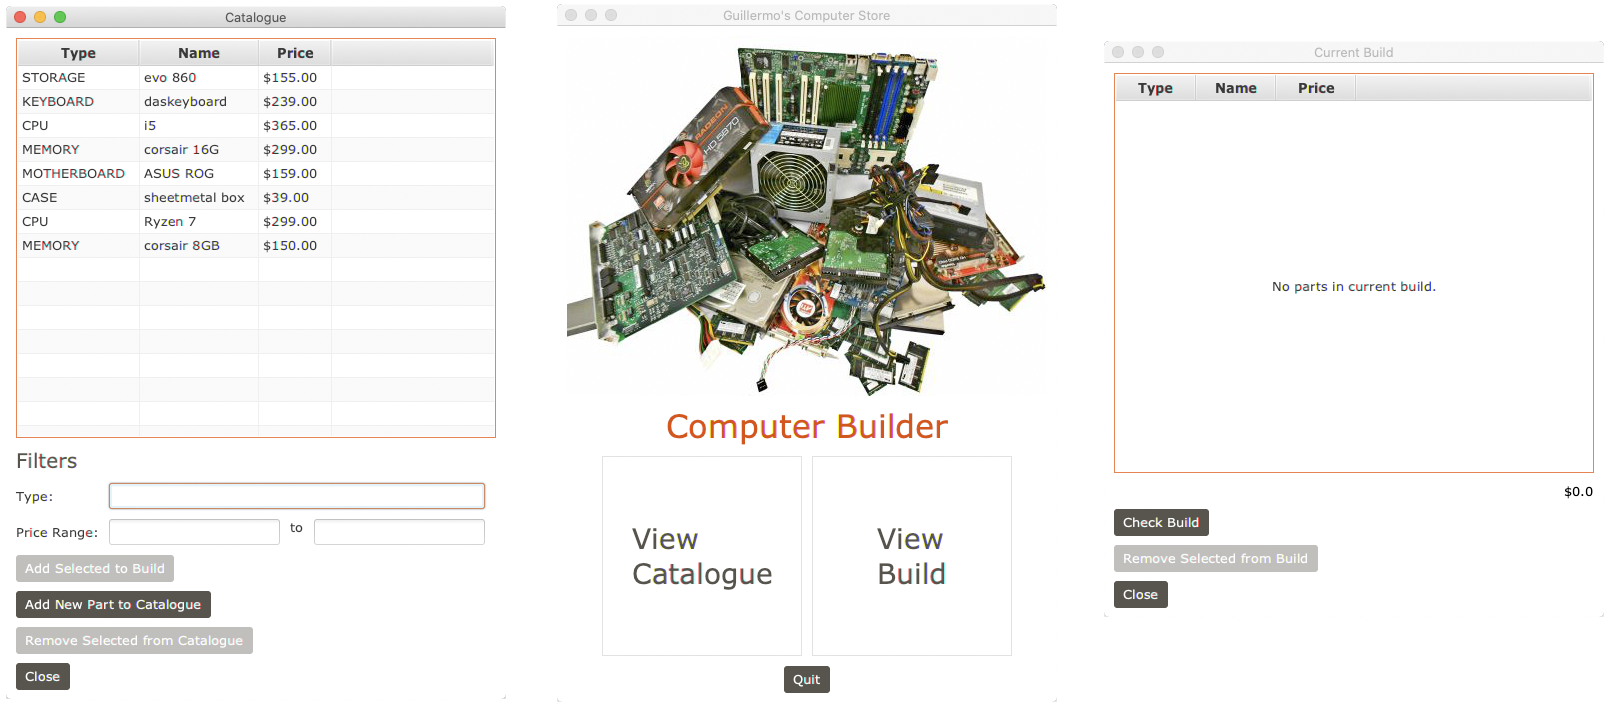 Catalogue
Type Name Price
STORAGE evo 860 $155.00
KEYBOARD daskeyboard $239.00
CPU i5 $365.00
MEMORY corsair 16G $299.00
MOTHERBOARD ASUS ROG $159.00
CASE sheetmetal box $39.00
CPU Ryzen 7 $299.00
MEMORY corsair 8GB $150.00
Filters
Type:
Price Range: to
Add Selected to Build
Add New Part to Catalogue
Remove Selected from Catalogue
Close
Guillermo's Computer Store
RADEON
HD 5870
Computer Builder
View
Catalogue
View
Build
Quit
Current Build
Type Name Price
No parts in current build.
$0.0
Check Build
Remove Selected from Build
Close